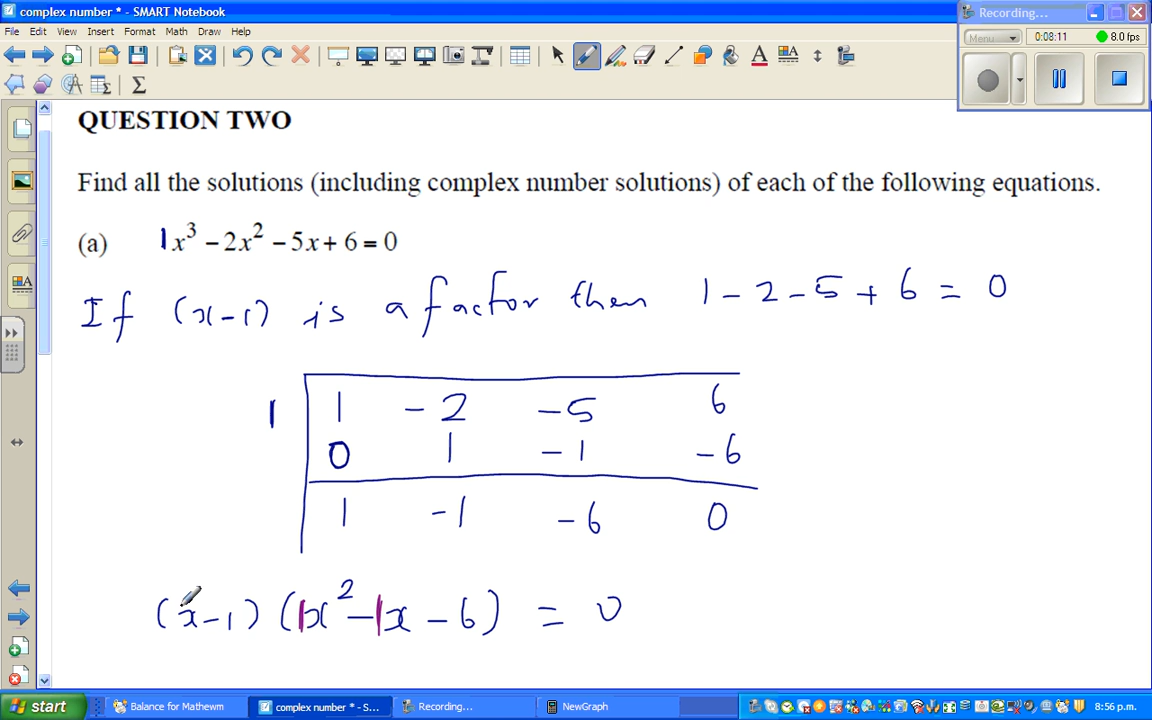 complex number * - SMART Notebook
Recording...
File Edit View Insert Format Math Draw Help
Menu 0:08:11 8.0 fps
QUESTION TWO
Find all the solutions (including complex number solutions) of each of the following equations.
(a) 1x³ − 2x² − 5x + 6 = 0
If (x-1) is a factor then 1 - 2 - 5 + 6 = 0
1 1 - 2 - 5 6
0 1 - 1 - 6
1 - 1 - 6 0
(x-1) (1x² - 1x - 6) = 0
start Balance for Mathewm complex number * - S... Recording... NewGraph 8:56 p.m.